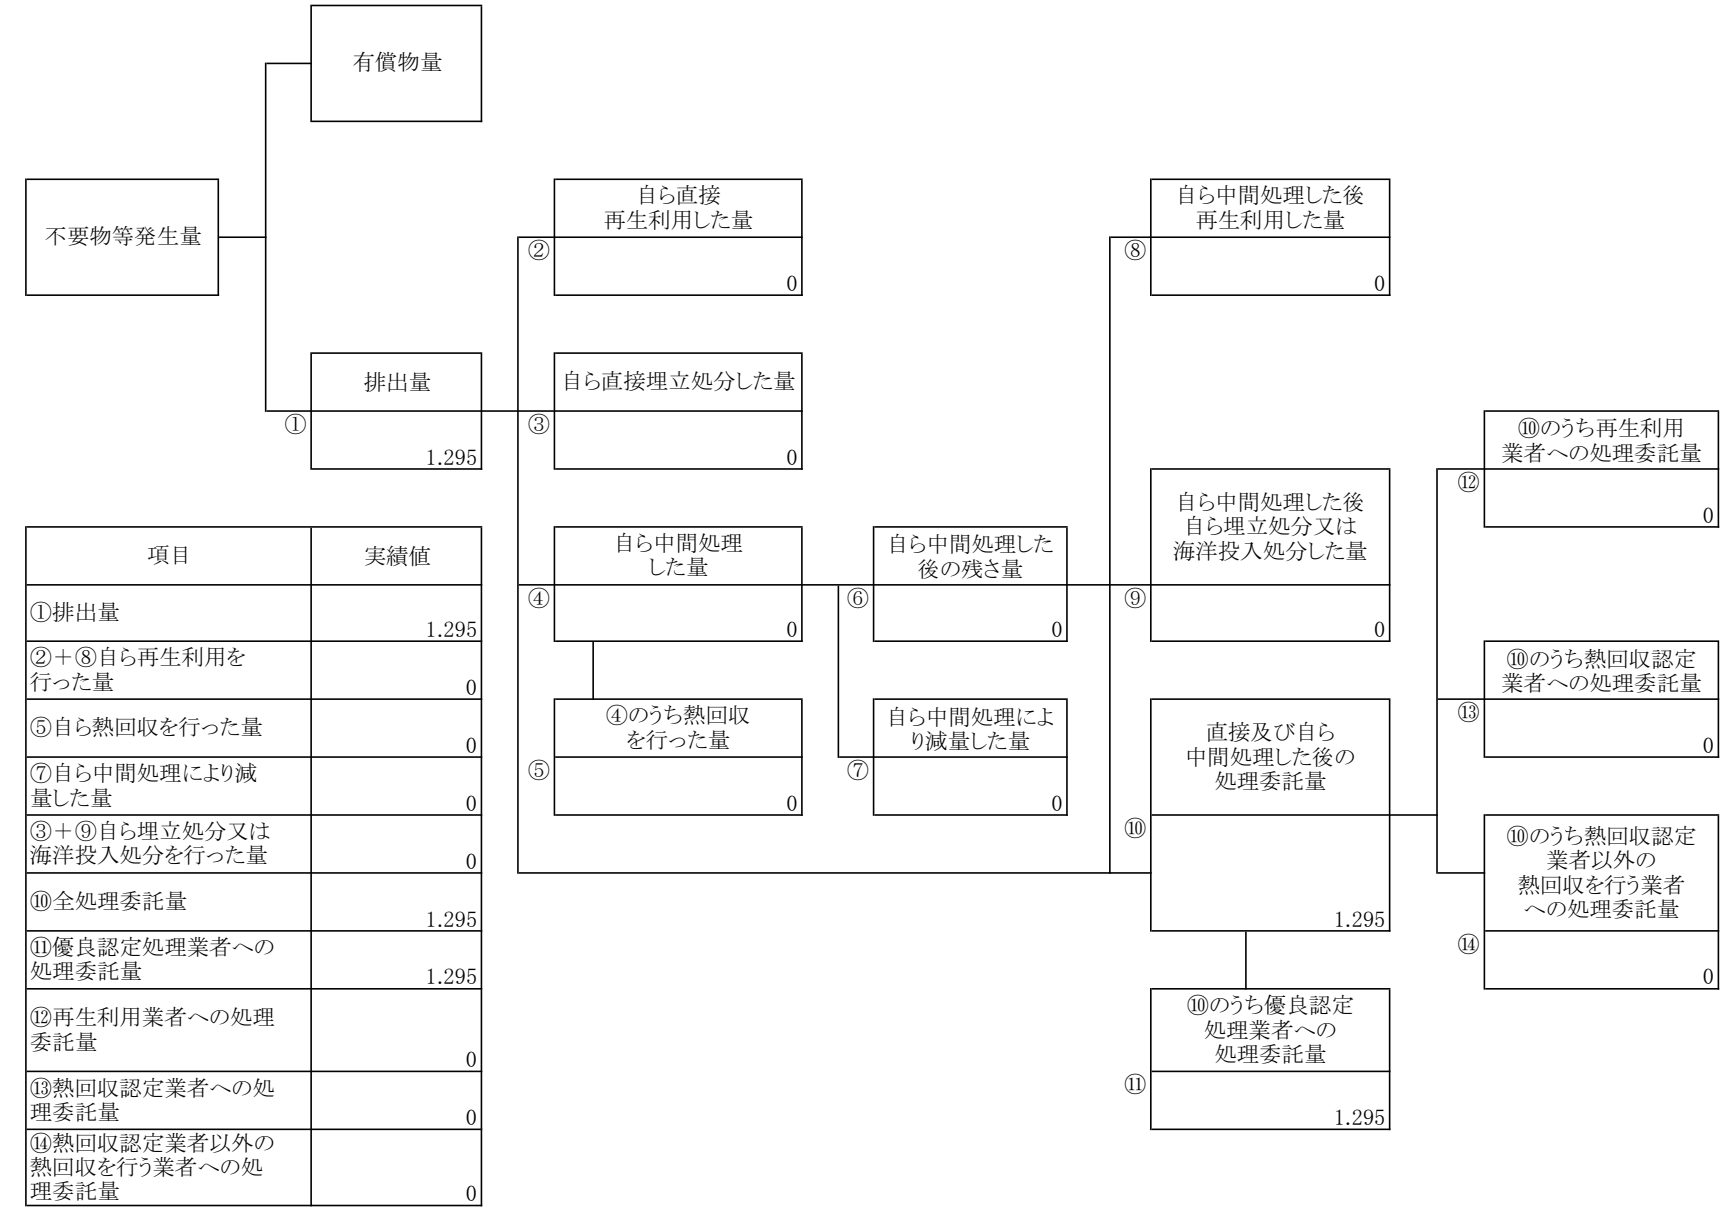 有償物量
不要物等発生量
自ら直接
再生利用した量
②
0
自ら中間処理した後
再生利用した量
⑧
0
排出量
①
1.295
自ら直接埋立処分した量
③
0
⑩のうち再生利用
業者への処理委託量
⑫
0
自ら中間処理
した量
④
0
自ら中間処理した
後の残さ量
⑥
0
自ら中間処理した後
自ら埋立処分又は
海洋投入処分した量
⑨
0
⑩のうち熱回収認定
業者への処理委託量
⑬
0
④のうち熱回収
を行った量
⑤
0
自ら中間処理によ
り減量した量
⑦
0
直接及び自ら
中間処理した後の
処理委託量
⑩
1.295
⑩のうち熱回収認定
業者以外の
熱回収を行う業者
への処理委託量
⑭
0
⑩のうち優良認定
処理業者への
処理委託量
⑪
1.295
項目 実績値
①排出量
1.295
②＋⑧自ら再生利用を
行った量
0
⑤自ら熱回収を行った量
0
⑦自ら中間処理により減
量した量
0
③＋⑨自ら埋立処分又は
海洋投入処分を行った量
0
⑩全処理委託量
1.295
⑪優良認定処理業者への
処理委託量
1.295
⑫再生利用業者への処理
委託量
0
⑬熱回収認定業者への処
理委託量
0
⑭熱回収認定業者以外の
熱回収を行う業者への処
理委託量
0